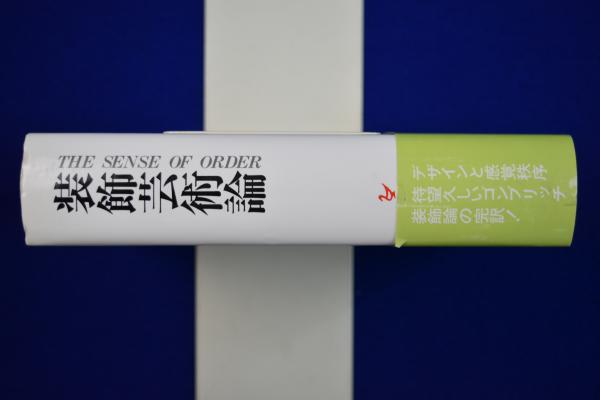 THE SENSE OF ORDER
装飾芸術論
デザインと感覚秩序
待望久しいゴンブリッチ
装飾論の完訳！